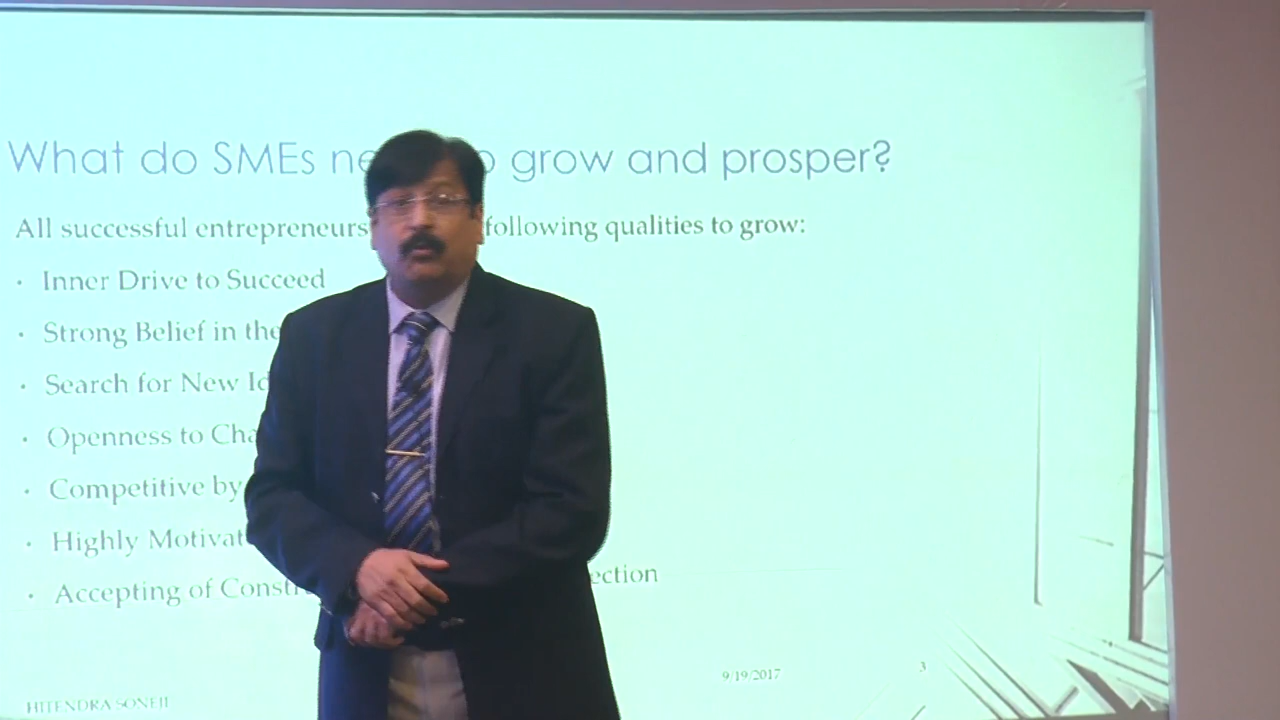 What do SMEs ne o grow and prosper?
All successful entrepreneurs following qualities to grow:
• Inner Drive to Succeed
• Strong Belief in the
• Search for New Id
• Openness to Cha
• Competitive by
• Highly Motivat
• Accepting of Constr ection
9/19/2017
3
HITENDRA SONEJI